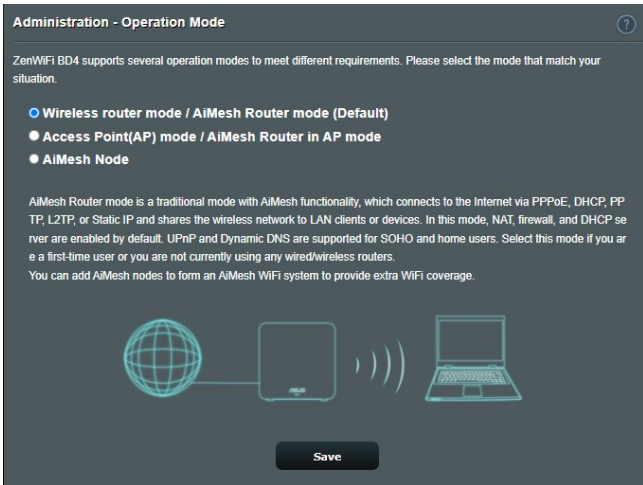 Administration - Operation Mode
?
ZenWiFi BD4 supports several operation modes to meet different requirements. Please select the mode that match your
situation.
Wireless router mode / AiMesh Router mode (Default)
Access Point(AP) mode / AiMesh Router in AP mode
AiMesh Node
AiMesh Router mode is a traditional mode with AiMesh functionality, which connects to the Internet via PPPoE, DHCP, PP
TP, L2TP, or Static IP and shares the wireless network to LAN clients or devices. In this mode, NAT, firewall, and DHCP se
rver are enabled by default. UPnP and Dynamic DNS are supported for SOHO and home users. Select this mode if you ar
e a first-time user or you are not currently using any wired/wireless routers.
You can add AiMesh nodes to form an AiMesh WiFi system to provide extra WiFi coverage.
ASUS
Save